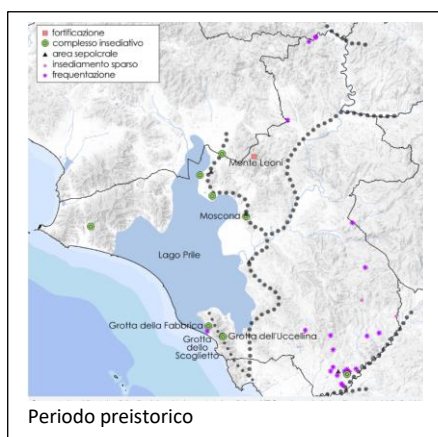 fortificazione
complesso insediativo
area sepolcrale
insediamento sparso
frequentazione
Monte Leoni
Moscona
Lago Prile
Grotta della Fabbrica
Grotta dell'Uccellina
Grotta
dello
Scoglietto
Periodo preistorico